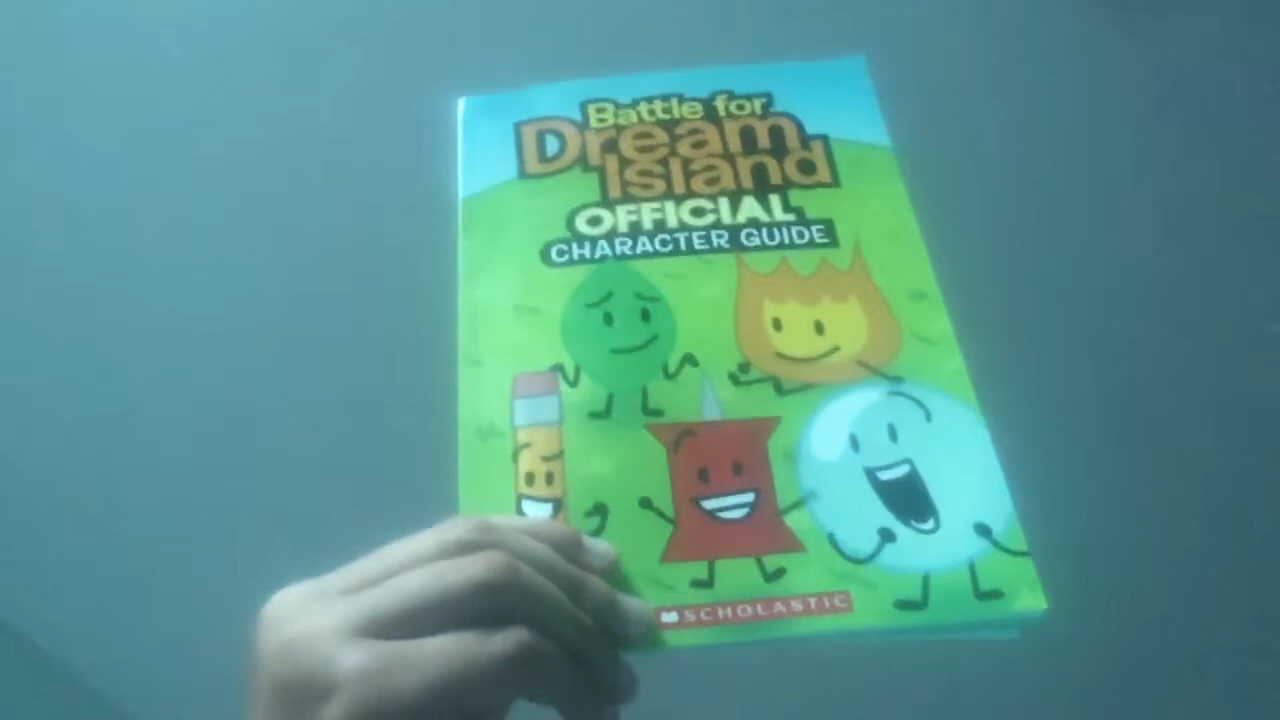 Battle for
Dream
Island
OFFICIAL
CHARACTER GUIDE
SCHOLASTIC